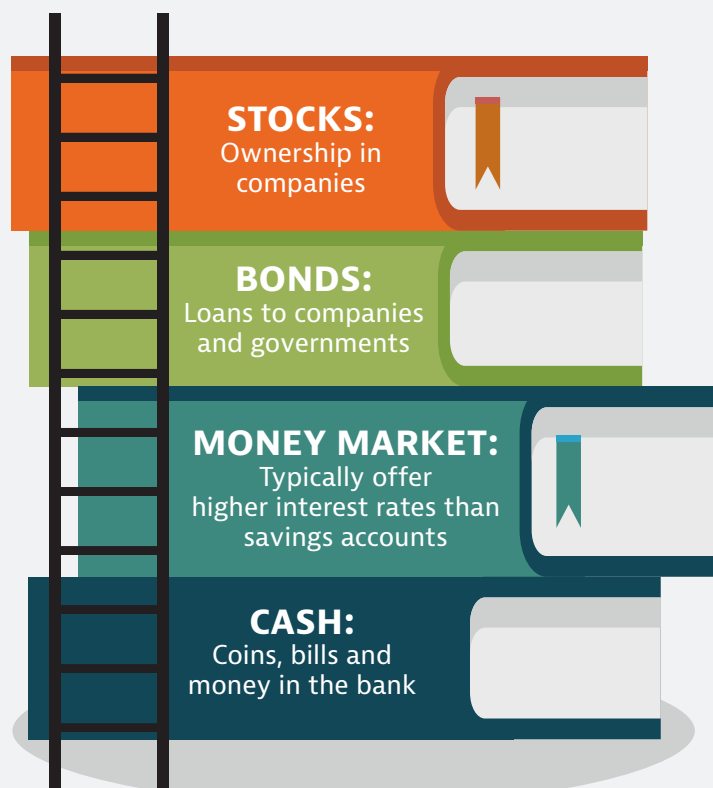 STOCKS:
Ownership in
companies
BONDS:
Loans to companies
and governments
MONEY MARKET:
Typically offer
higher interest rates than
savings accounts
CASH:
Coins, bills and
money in the bank